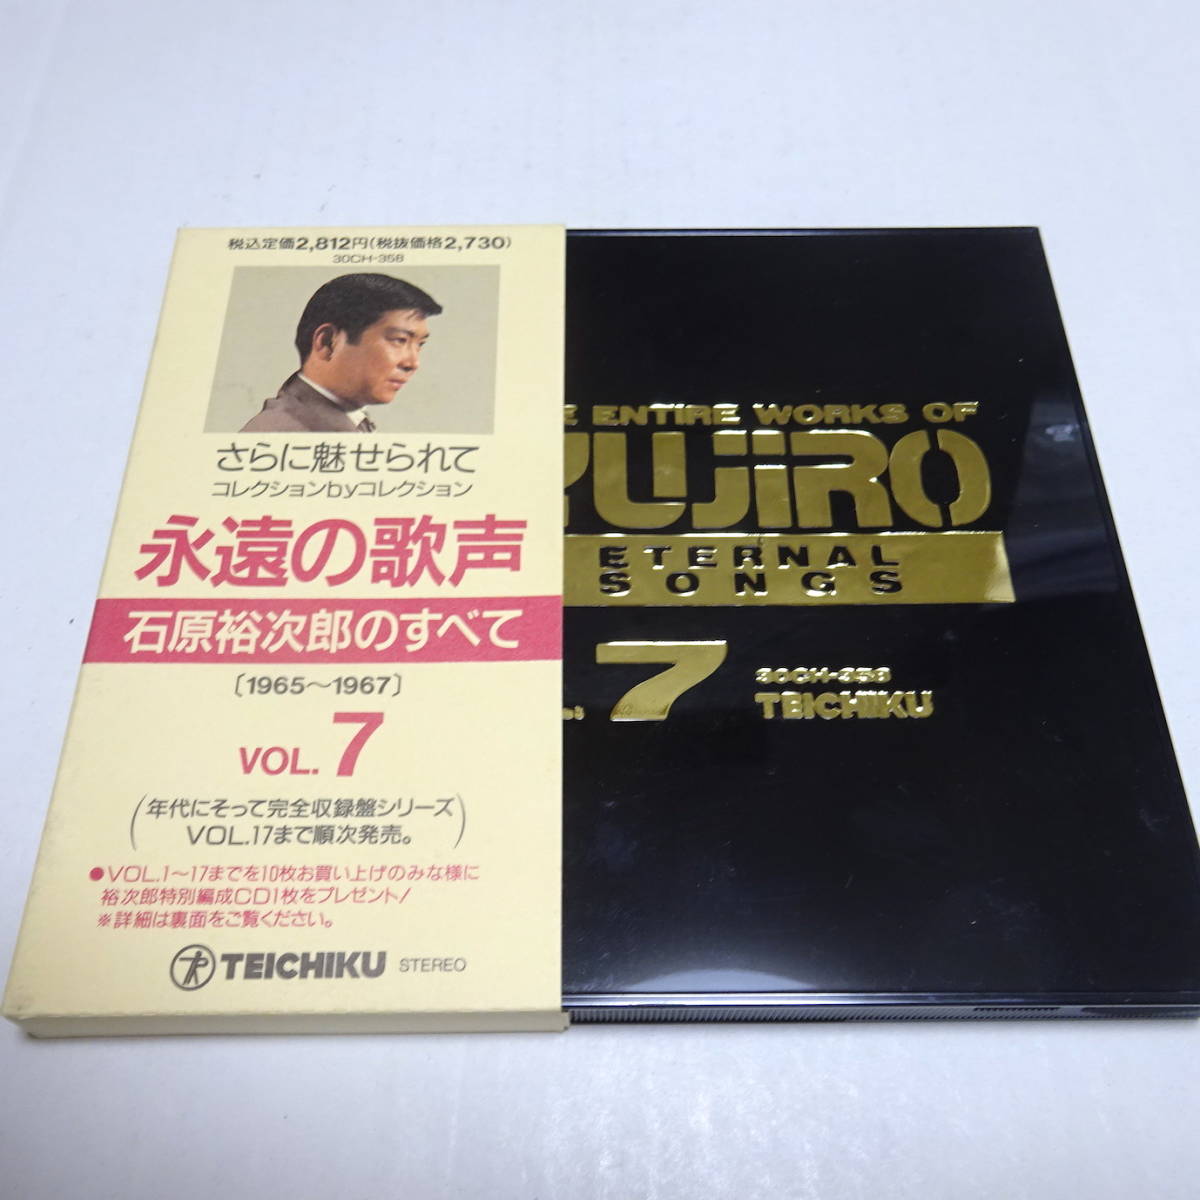 税込定価2,812円(税抜価格2,730)
30CH-358
さらに魅せられて
コレクションbyコレクション
永遠の歌声
石原裕次郎のすべて
〔1965〜1967〕
VOL.7
(年代にそって完全収録盤シリーズ
VOL.17まで順次発売。)
●VOL.1〜17までを10枚お買い上げのみな様に
裕次郎特別編成CD1枚をプレゼント!
※詳細は裏面をご覧ください。
TEICHIKU STEREO
ENTIRE WORKS OF
YUJIRO
ETERNAL
SONGS
7
30CH-358
TEICHIKU